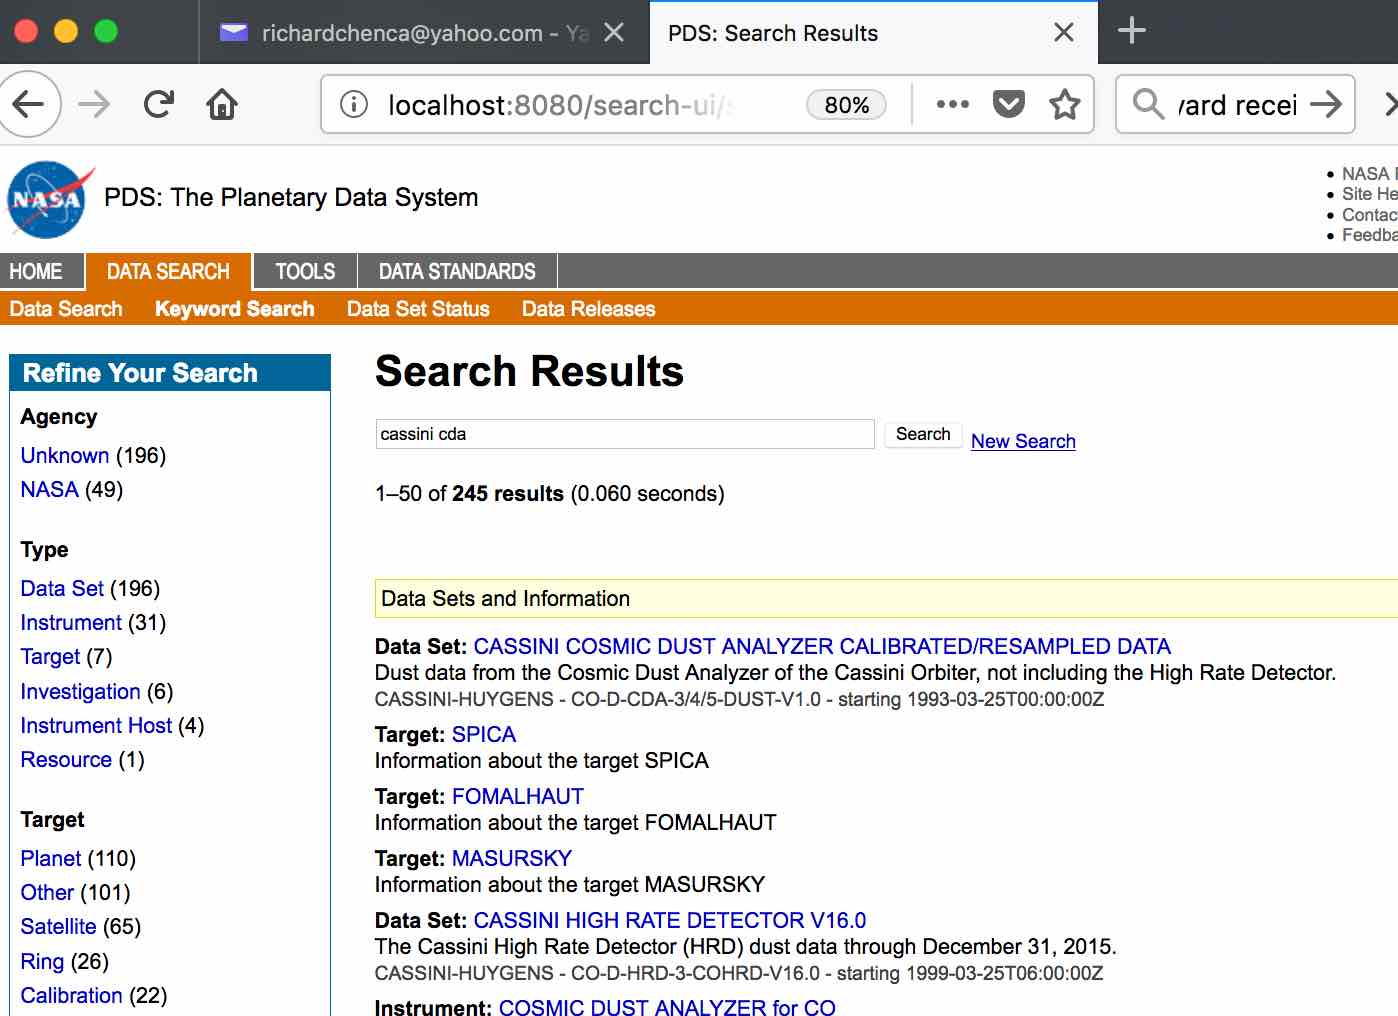 richardchenca@yahoo.com - Ya
PDS: Search Results
localhost:8080/search-ui/s
80%
yard recei
NASA
PDS: The Planetary Data System
NASA
Site He
Contac
Feedba
HOME DATA SEARCH TOOLS DATA STANDARDS
Data Search Keyword Search Data Set Status Data Releases
Refine Your Search
Agency
Unknown (196)
NASA (49)
Type
Data Set (196)
Instrument (31)
Target (7)
Investigation (6)
Instrument Host (4)
Resource (1)
Target
Planet (110)
Other (101)
Satellite (65)
Ring (26)
Calibration (22)
Search Results
cassini cda Search New Search
1–50 of 245 results (0.060 seconds)
Data Sets and Information
Data Set: CASSINI COSMIC DUST ANALYZER CALIBRATED/RESAMPLED DATA
Dust data from the Cosmic Dust Analyzer of the Cassini Orbiter, not including the High Rate Detector.
CASSINI-HUYGENS - CO-D-CDA-3/4/5-DUST-V1.0 - starting 1993-03-25T00:00:00Z
Target: SPICA
Information about the target SPICA
Target: FOMALHAUT
Information about the target FOMALHAUT
Target: MASURSKY
Information about the target MASURSKY
Data Set: CASSINI HIGH RATE DETECTOR V16.0
The Cassini High Rate Detector (HRD) dust data through December 31, 2015.
CASSINI-HUYGENS - CO-D-HRD-3-COHRD-V16.0 - starting 1999-03-25T06:00:00Z
Instrument: COSMIC DUST ANALYZER for CO